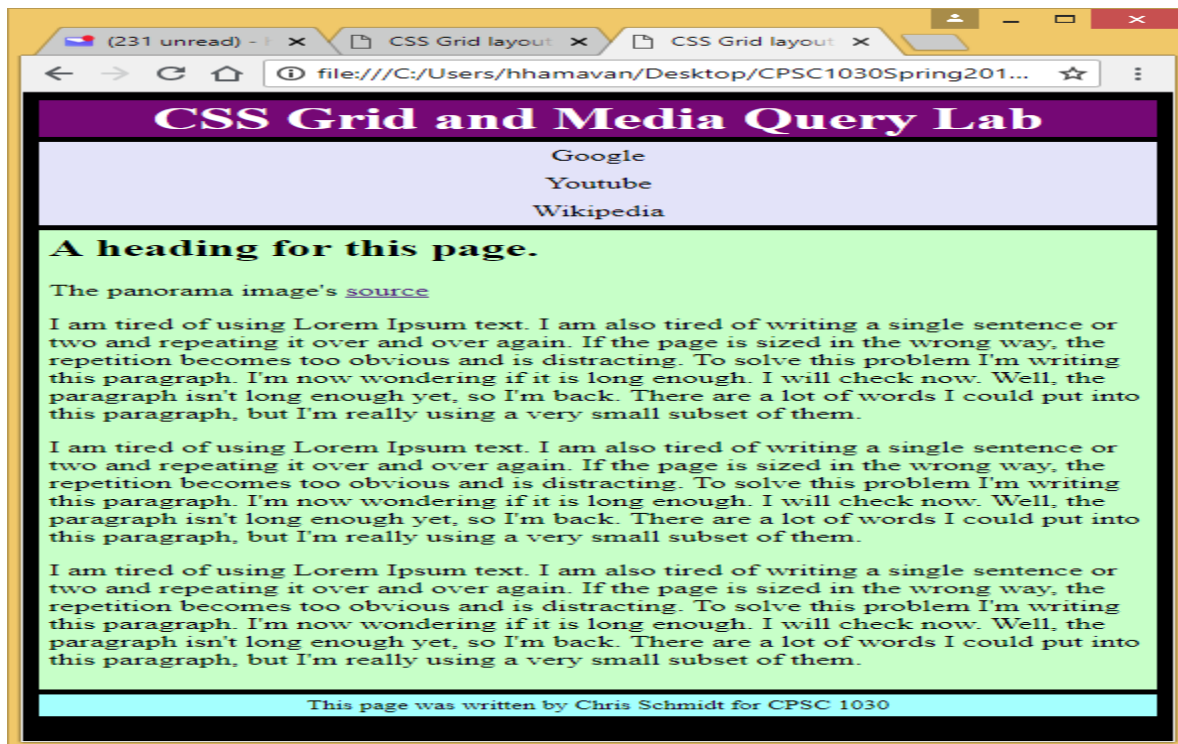 (231 unread) -
CSS Grid layout
CSS Grid layout
file:///C:/Users/hhamavan/Desktop/CPSC1030Spring201...
CSS Grid and Media Query Lab
Google
Youtube
Wikipedia
A heading for this page.
The panorama image's source
I am tired of using Lorem Ipsum text. I am also tired of writing a single sentence or
two and repeating it over and over again. If the page is sized in the wrong way, the
repetition becomes too obvious and is distracting. To solve this problem I'm writing
this paragraph. I'm now wondering if it is long enough. I will check now. Well, the
paragraph isn't long enough yet, so I'm back. There are a lot of words I could put into
this paragraph, but I'm really using a very small subset of them.
I am tired of using Lorem Ipsum text. I am also tired of writing a single sentence or
two and repeating it over and over again. If the page is sized in the wrong way, the
repetition becomes too obvious and is distracting. To solve this problem I'm writing
this paragraph. I'm now wondering if it is long enough. I will check now. Well, the
paragraph isn't long enough yet, so I'm back. There are a lot of words I could put into
this paragraph, but I'm really using a very small subset of them.
I am tired of using Lorem Ipsum text. I am also tired of writing a single sentence or
two and repeating it over and over again. If the page is sized in the wrong way, the
repetition becomes too obvious and is distracting. To solve this problem I'm writing
this paragraph. I'm now wondering if it is long enough. I will check now. Well, the
paragraph isn't long enough yet, so I'm back. There are a lot of words I could put into
this paragraph, but I'm really using a very small subset of them.
This page was written by Chris Schmidt for CPSC 1030